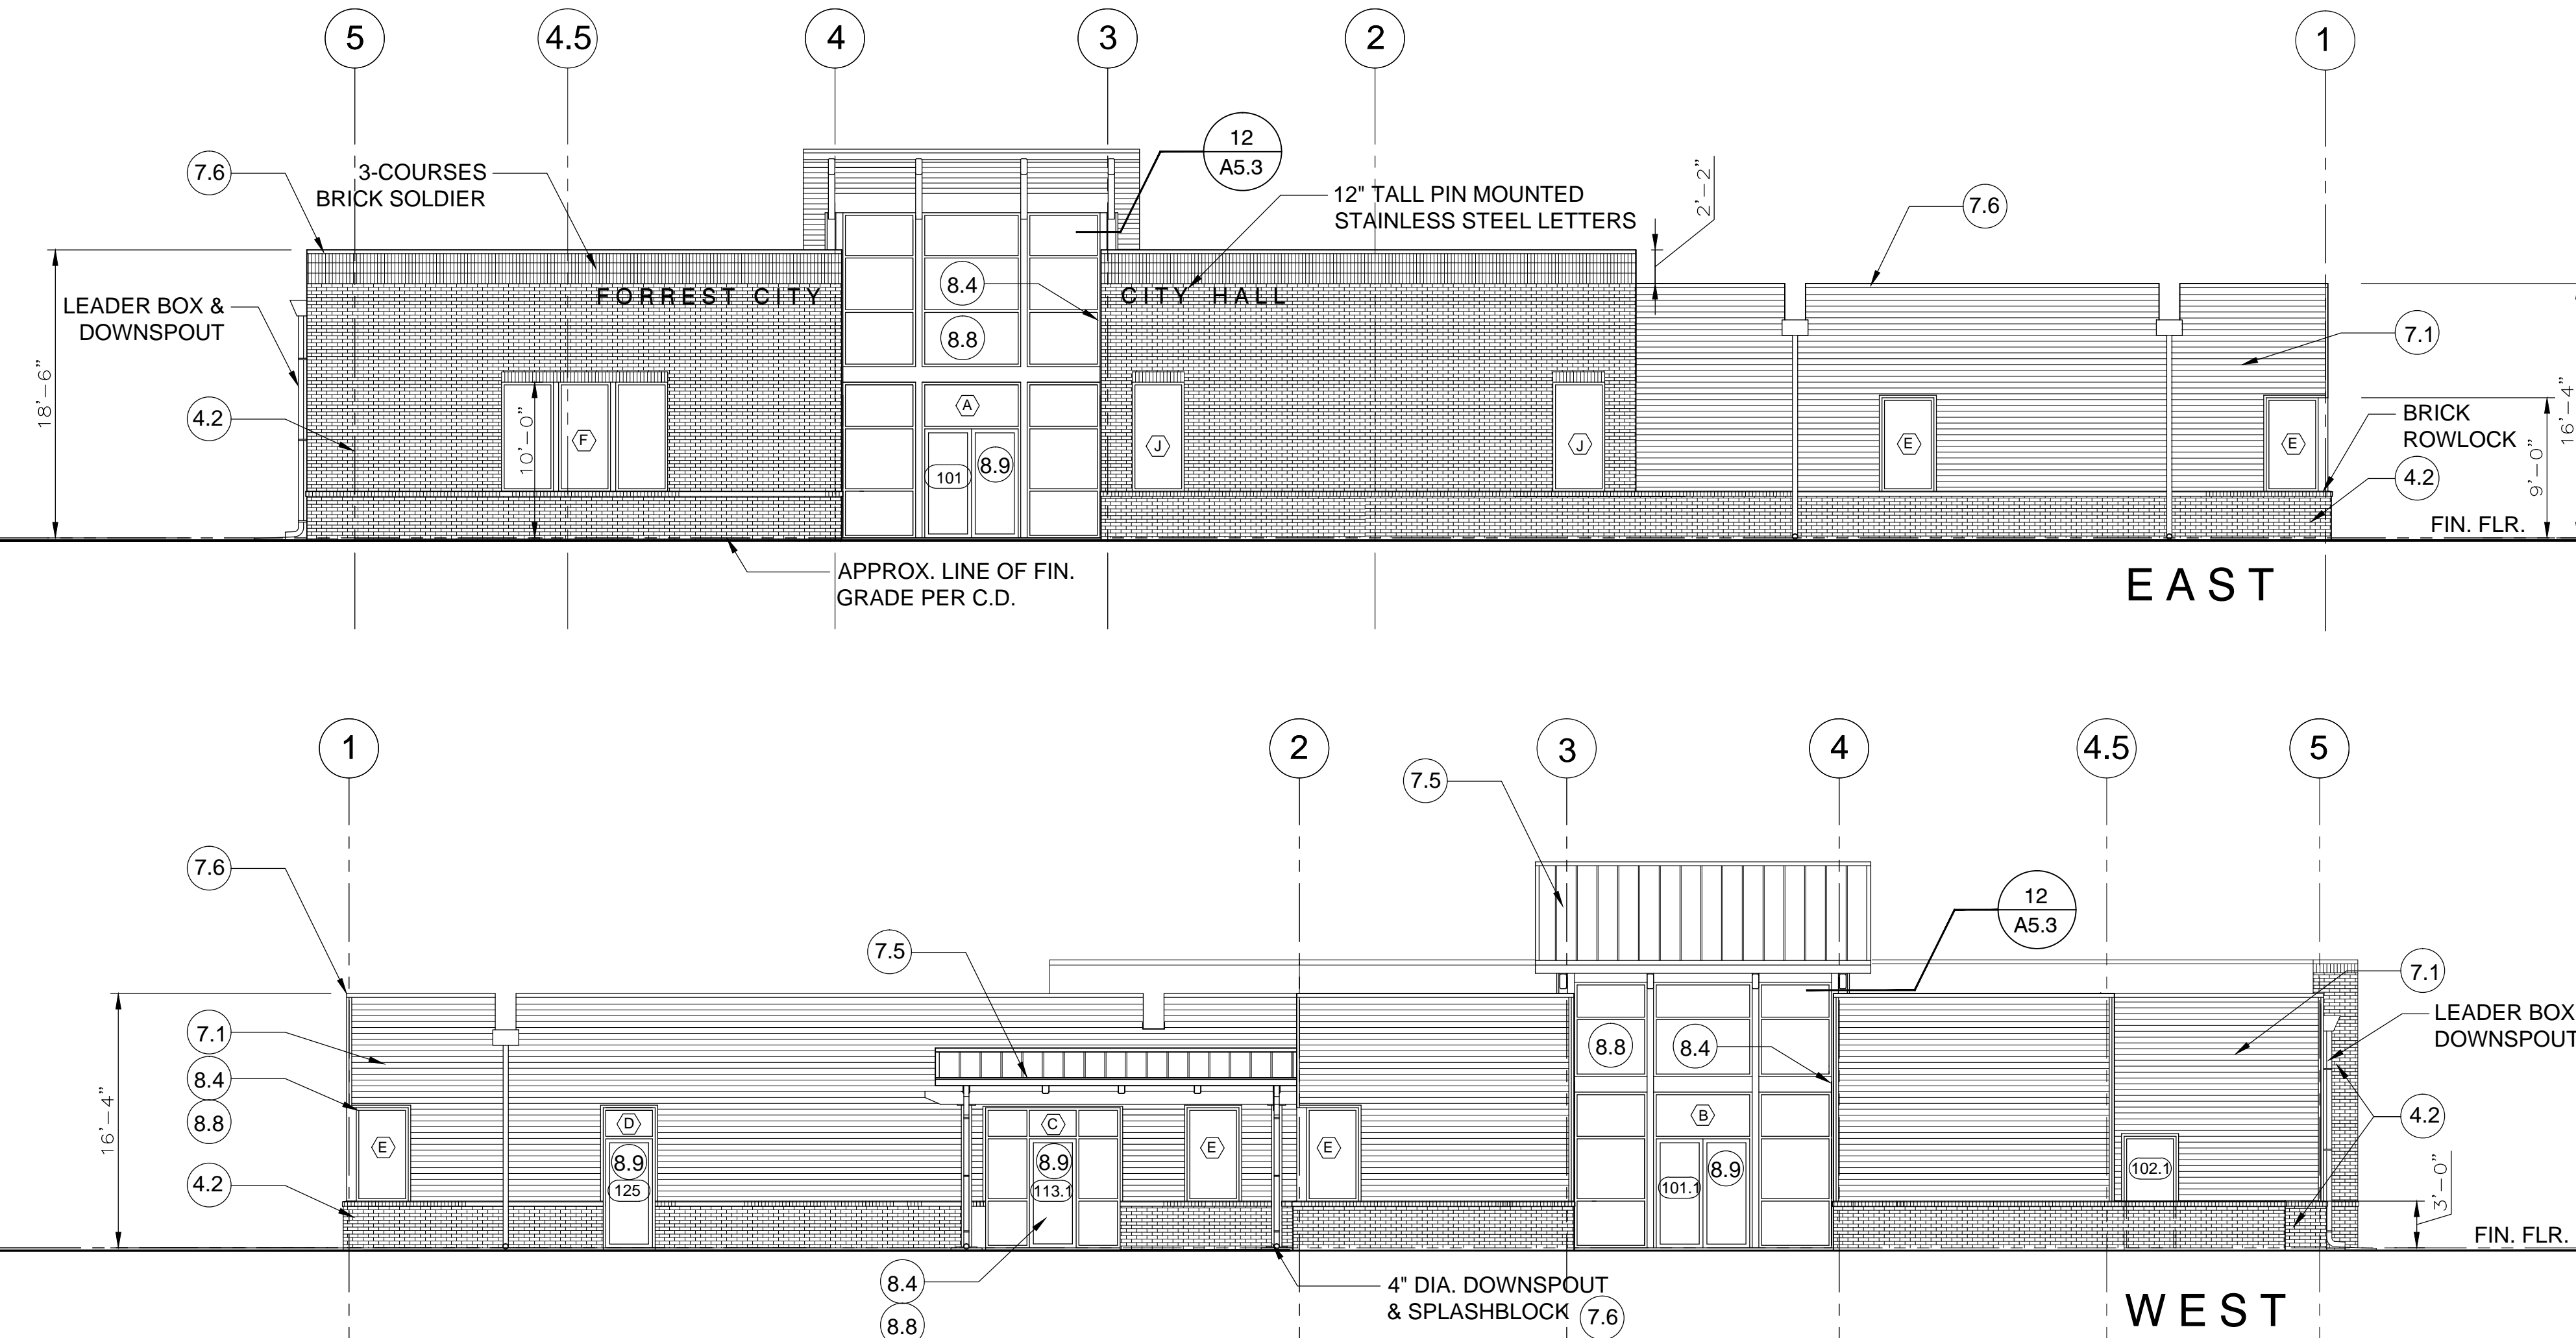 5
4.5
4
3
2
1
12
A5.3
7.6
3-COURSES
BRICK SOLDIER
12" TALL PIN MOUNTED
STAINLESS STEEL LETTERS
2'-2"
7.6
FORREST CITY
CITY HALL
8.4
8.8
LEADER BOX &
DOWNSPOUT
7.1
18'-6"
4.2
10'-0"
F
A
101
8.9
J
J
E
E
BRICK
ROWLOCK
4.2
9'-0"
16'-4"
FIN. FLR.
APPROX. LINE OF FIN.
GRADE PER C.D.
EAST
1
2
3
4
4.5
5
7.5
7.6
12
A5.3
7.5
7.1
7.1
8.4
8.8
LEADER BOX
DOWNSPOUT
8.8
8.4
16'-4"
4.2
E
D
8.9
125
C
8.9
113.1
E
E
B
101.1
8.9
102.1
4.2
3'-0"
FIN. FLR.
8.4
8.8
4" DIA. DOWNSPOUT
& SPLASHBLOCK
7.6
WEST